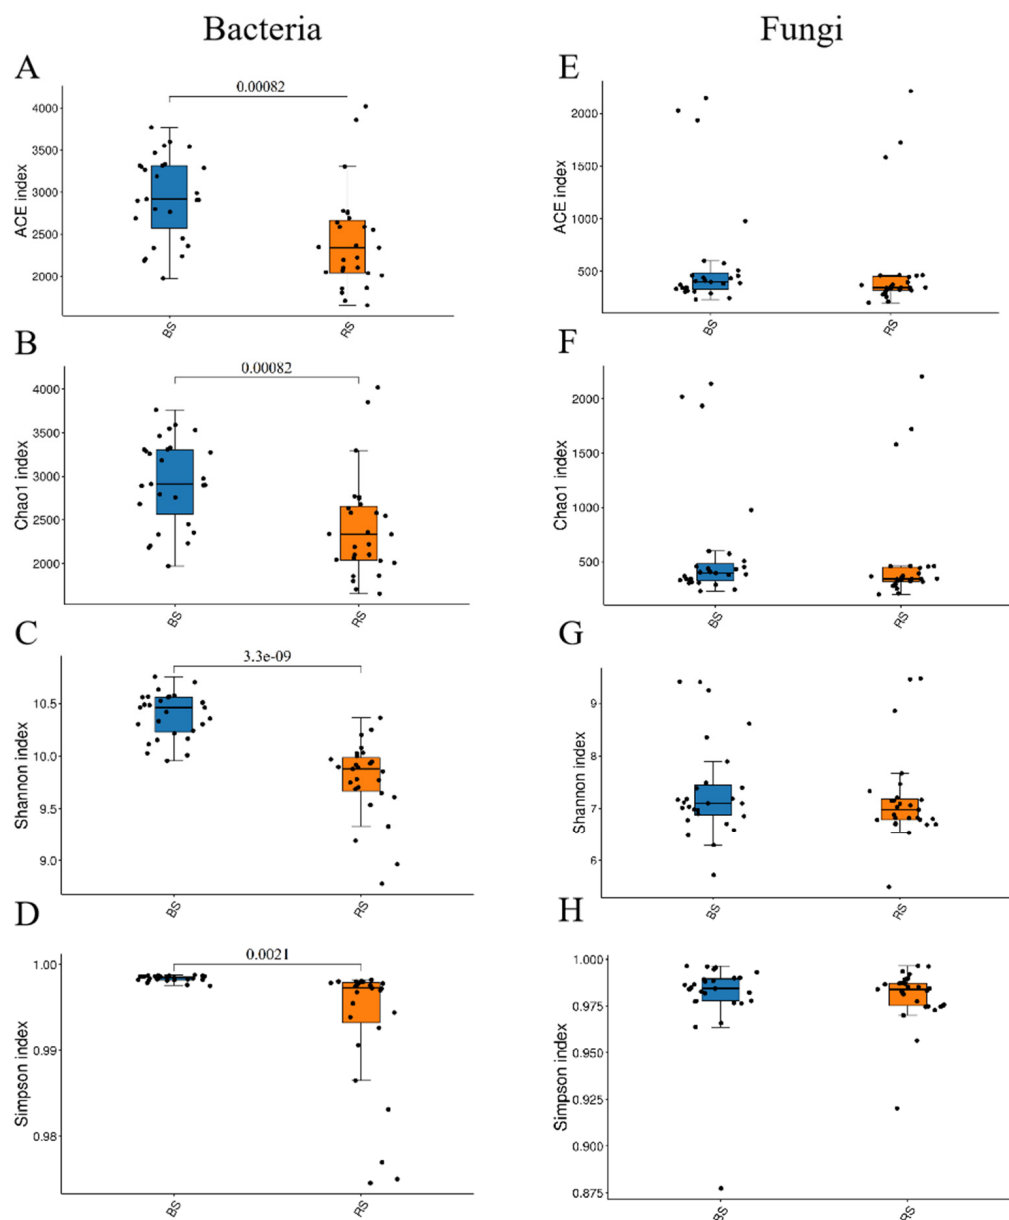 Bacteria
Fungi
A
0.00082
ACE index
4000
3500
3000
2500
2000
BS
RS
E
ACE index
2000
1500
1000
500
BS
RS
B
0.00082
Chao1 index
4000
3500
3000
2500
2000
BS
RS
F
Chao1 index
2000
1500
1000
500
BS
RS
C
3.3e-09
Shannon index
10.5
10.0
9.5
9.0
BS
RS
G
Shannon index
9
8
7
6
BS
RS
D
0.0021
Simpson index
1.00
0.99
0.98
BS
RS
H
Simpson index
1.000
0.975
0.950
0.925
0.900
0.875
BS
RS